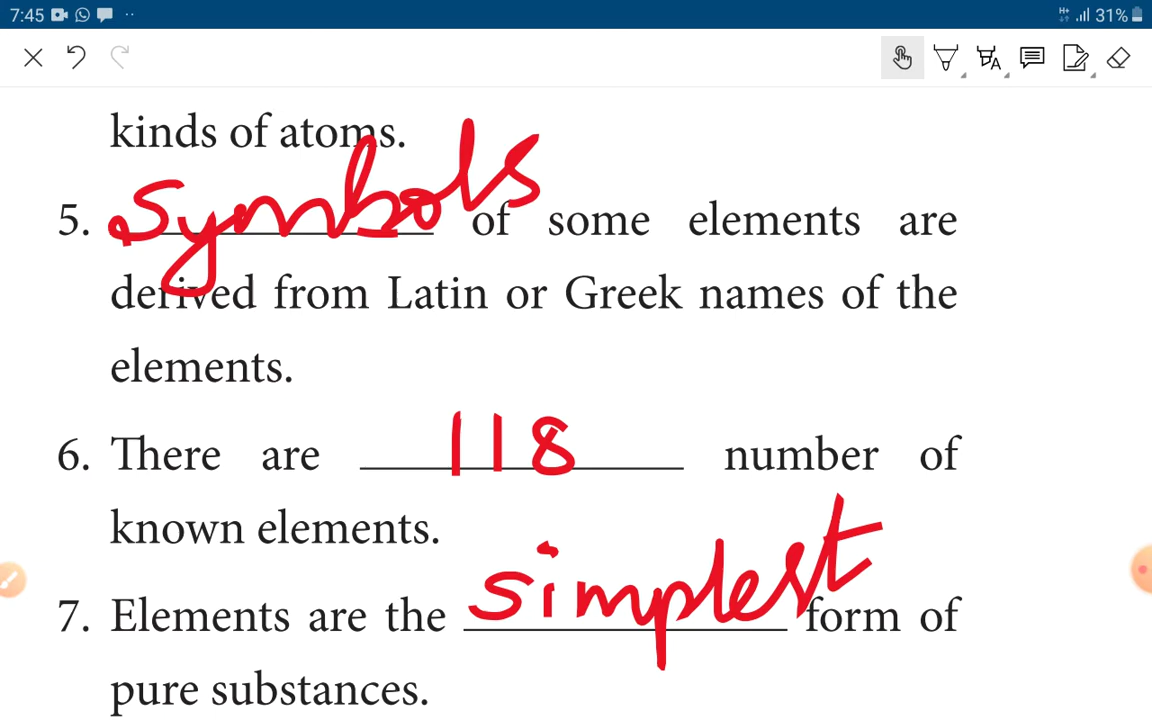 7:45 31%
kinds of atoms.
5. symbols of some elements are
derived from Latin or Greek names of the
elements.
6. There are 118 number of
known elements.
7. Elements are the simplest form of
pure substances.